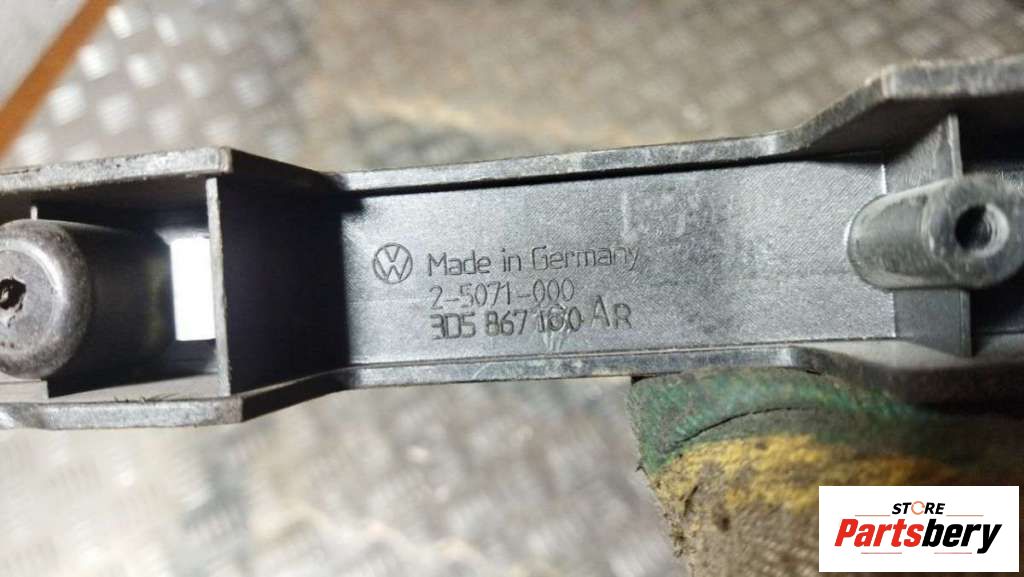 Made in Germany
2-5071-000
3D5 867 180 AR
STORE
Partsbery